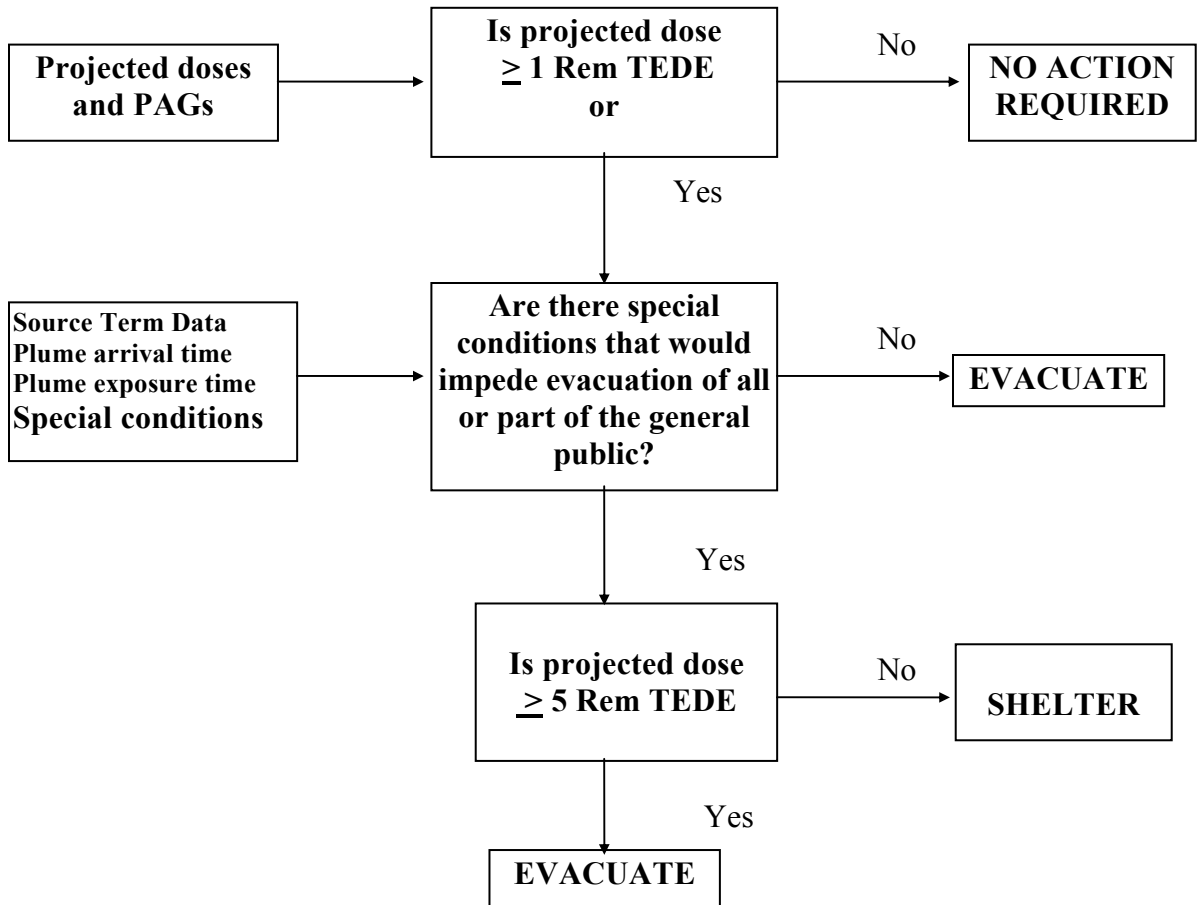 Projected doses
and PAGs
Is projected dose
≥ 1 Rem TEDE
or
No
NO ACTION
REQUIRED
Yes
Source Term Data
Plume arrival time
Plume exposure time
Special conditions
Are there special
conditions that would
impede evacuation of all
or part of the general
public?
No
EVACUATE
Yes
Is projected dose
≥ 5 Rem TEDE
No
SHELTER
Yes
EVACUATE